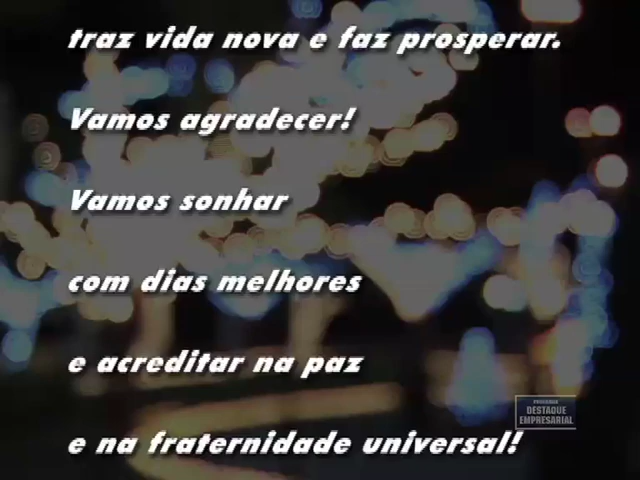 traz vida nova e faz prosperar.
Vamos agradecer!
Vamos sonhar
com dias melhores
e acreditar na paz
e na fraternidade universal!
PROGRAMA
DESTAQUE
EMPRESARIAL